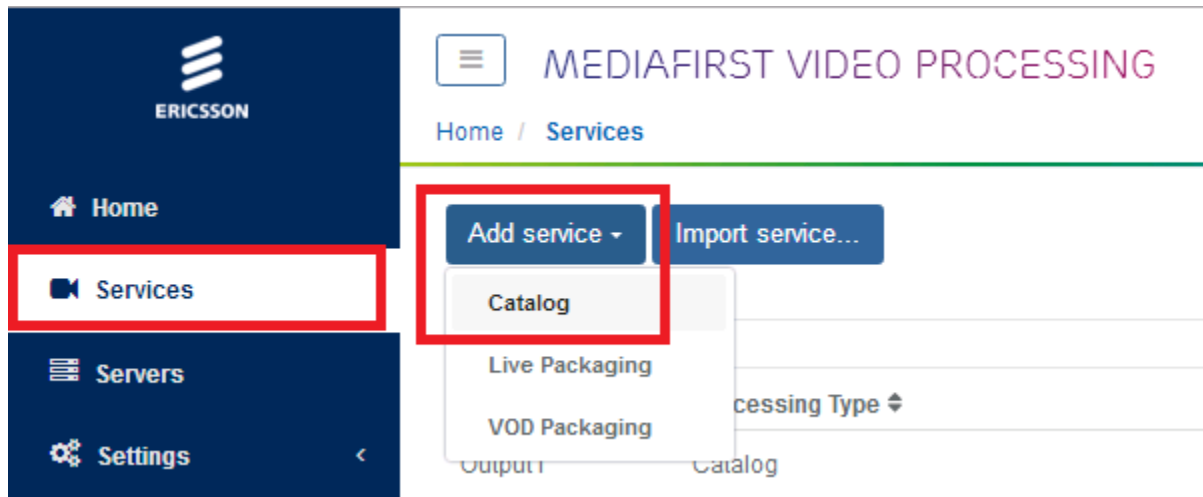 ERICSSON
MEDIAFIRST VIDEO PROCESSING
Home / Services
Home
Services
Servers
Settings
Add service
Import service...
Catalog
Live Packaging
VOD Packaging
cessing Type
Output1
Catalog